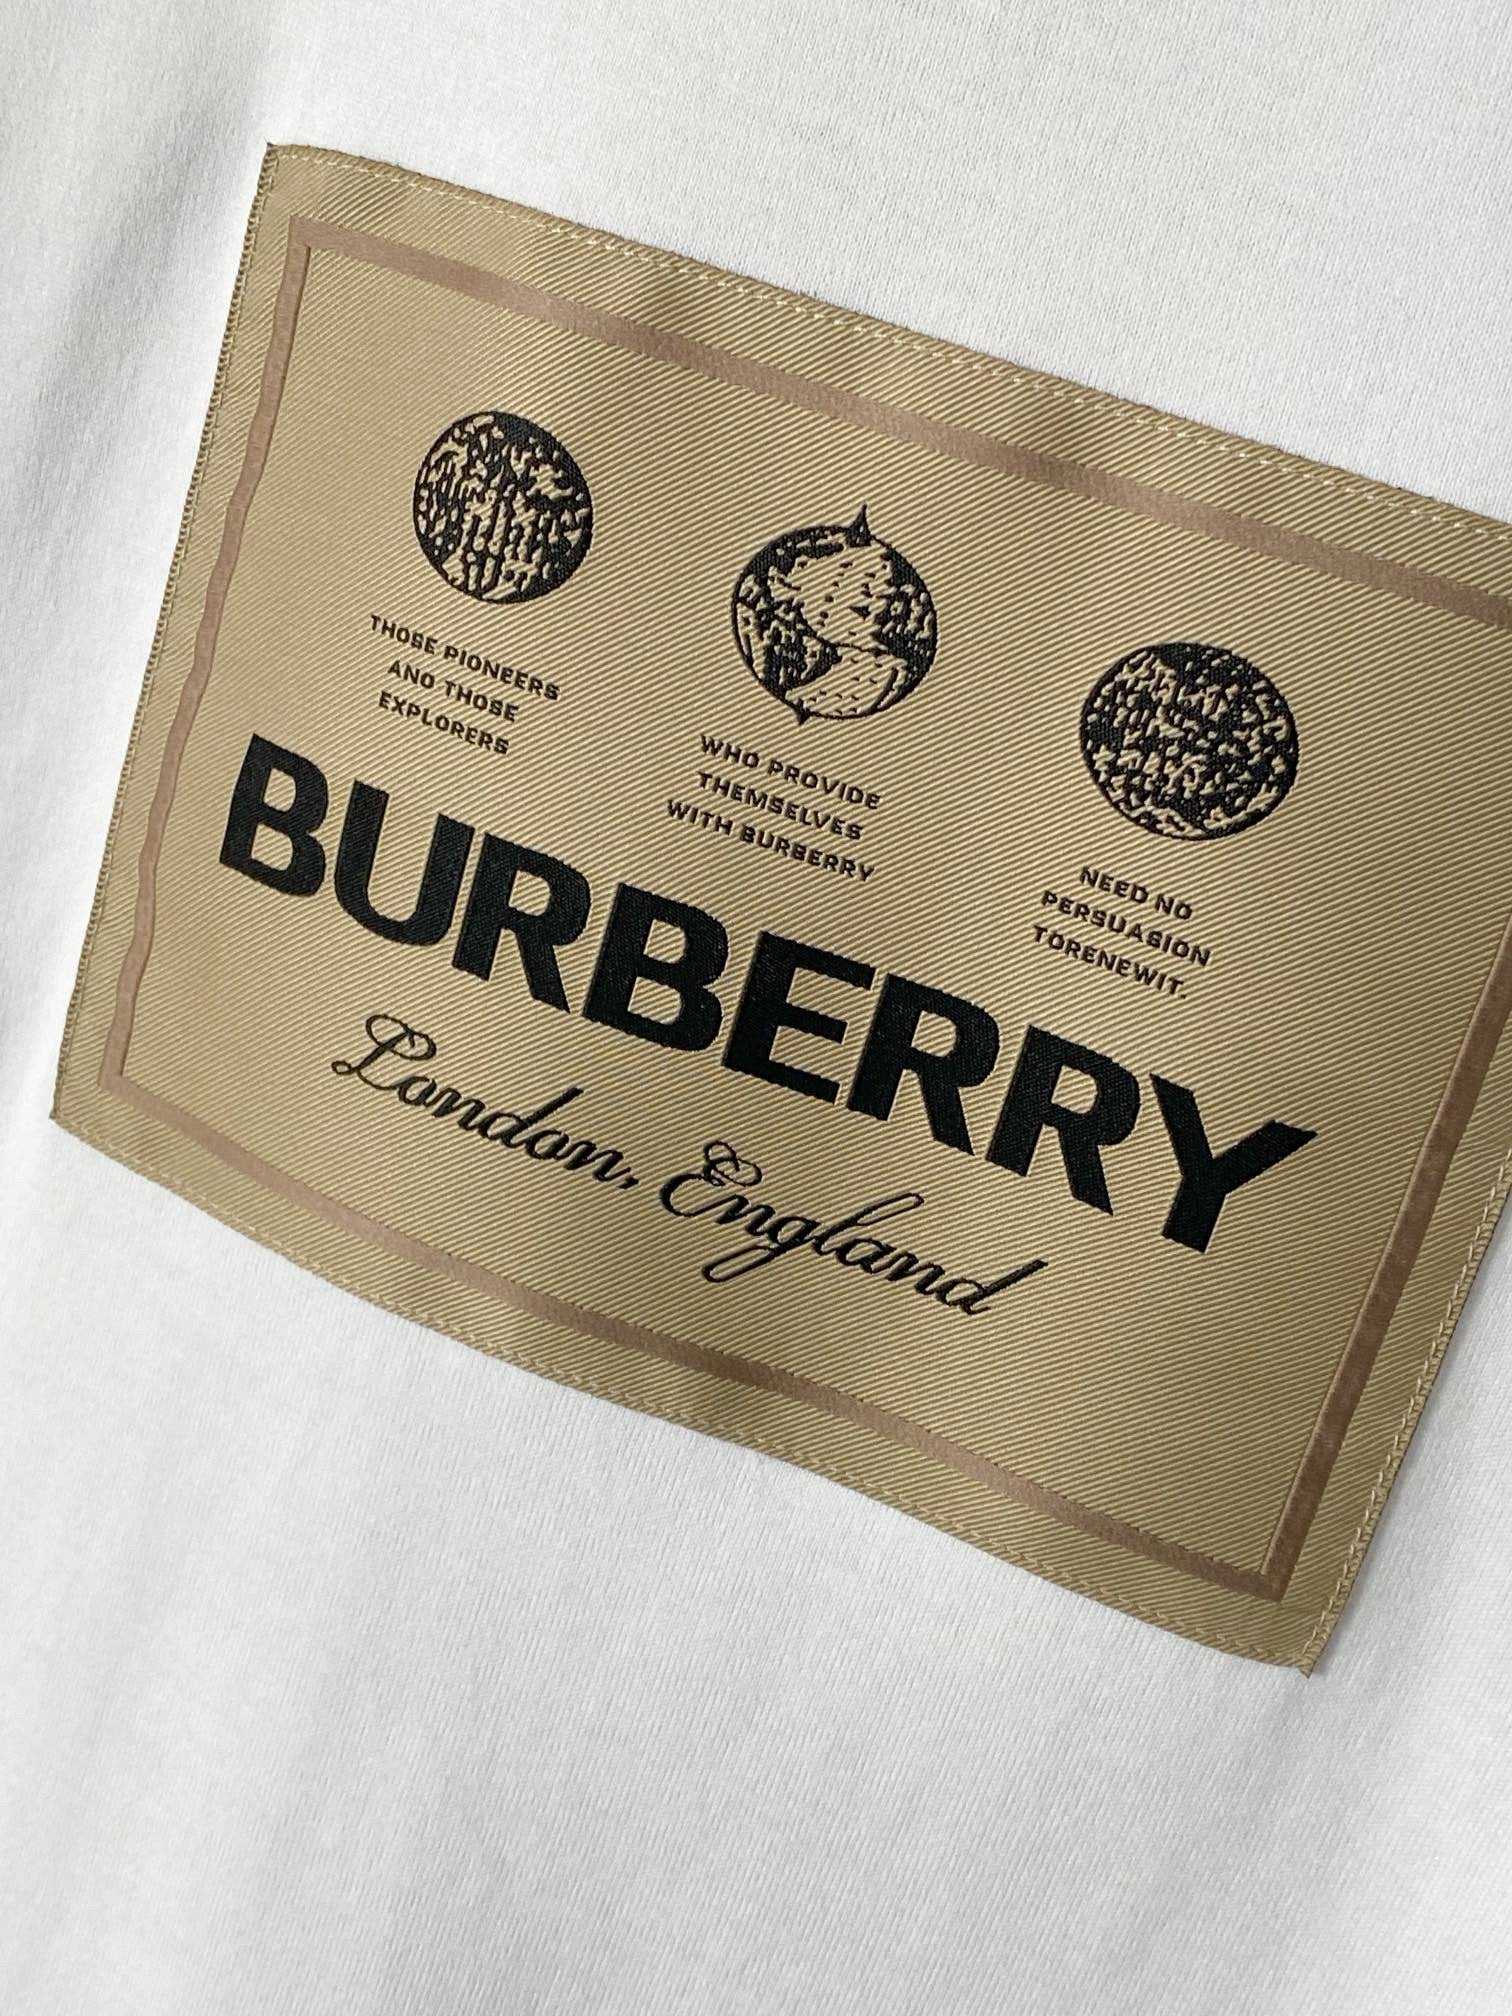 THOSE PIONEERS
AND THOSE
EXPLORERS
WHO PROVIDE
THEMSELVES
WITH BURBERRY
NEED NO
PERSUASION
TORENEWIT.
BURBERRY
London, England